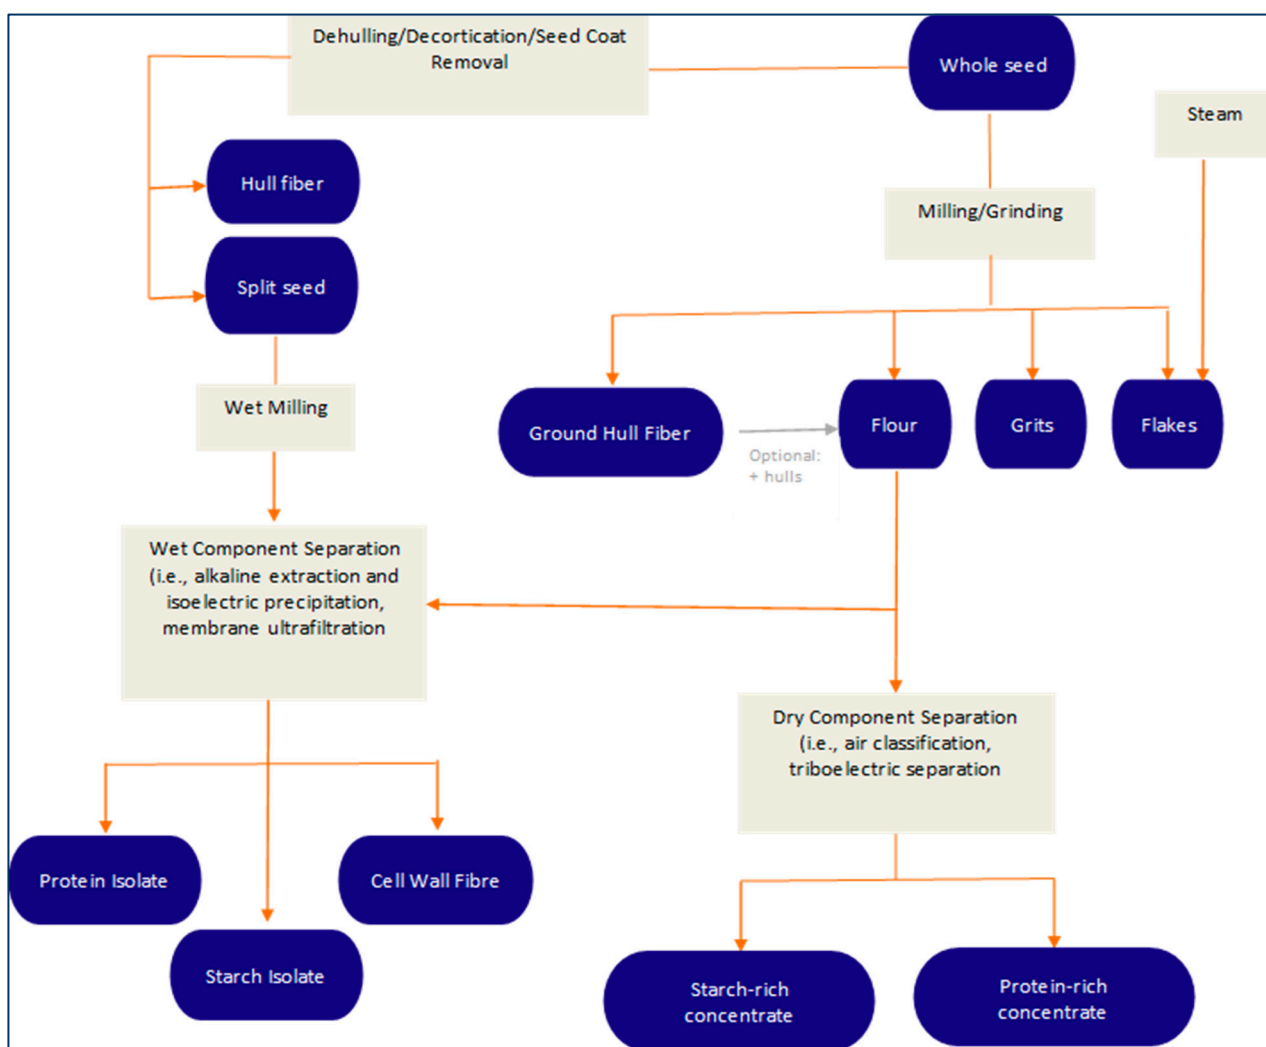 Dehulling/Decortication/Seed Coat
Removal
Whole seed
Steam
Hull fiber
Milling/Grinding
Split seed
Wet Milling
Ground Hull Fiber
Optional:
+ hulls
Flour
Grits
Flakes
Wet Component Separation
(i.e., alkaline extraction and
isoelectric precipitation,
membrane ultrafiltration
Dry Component Separation
(i.e., air classification,
triboelectric separation
Protein Isolate
Cell Wall Fibre
Starch Isolate
Starch-rich
concentrate
Protein-rich
concentrate